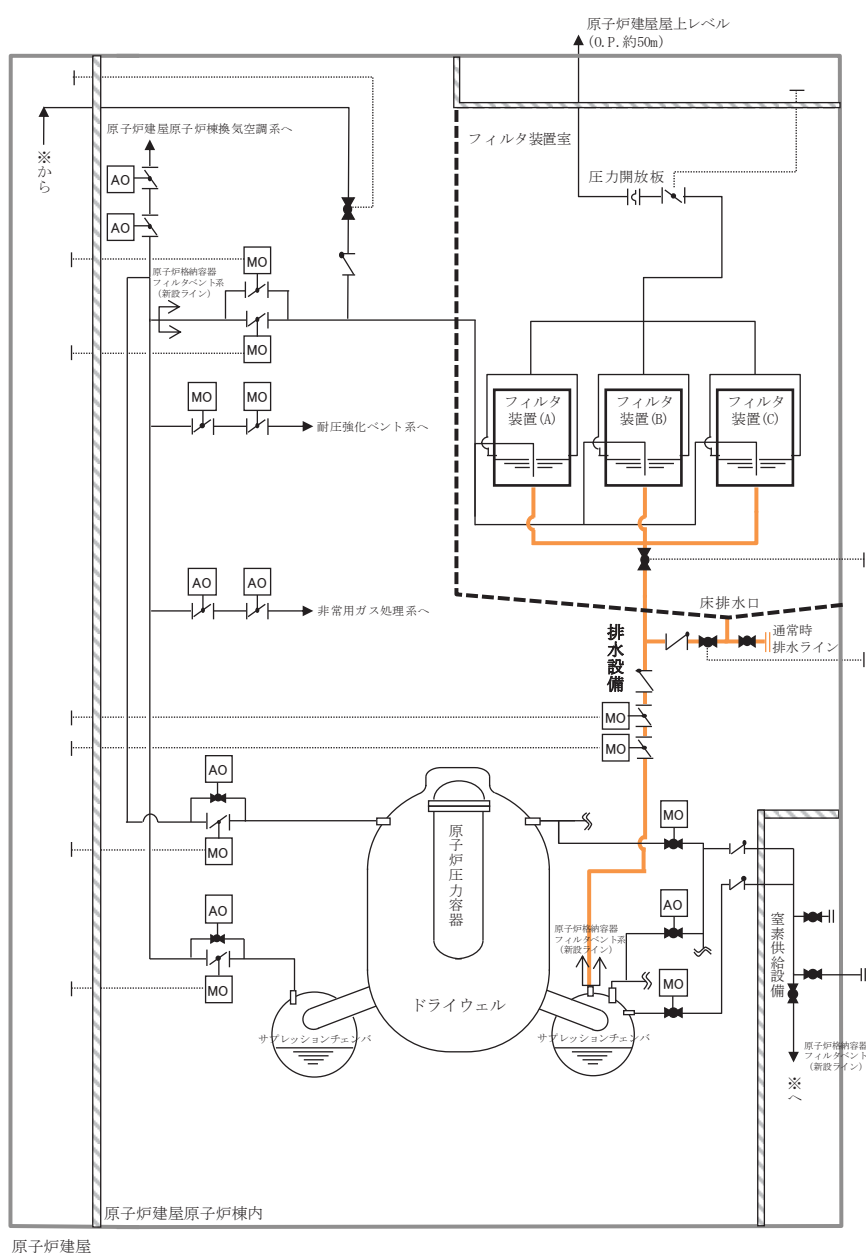 原子炉建屋屋上レベル
(O.P.約50m)
フィルタ装置室
圧力開放板
原子炉建屋原子炉棟換気空調系へ
※から
AO
AO
原子炉格納容器
フィルタベント系
(新設ライン)
MO
MO
MO
MO
耐圧強化ベント系へ
フィルタ
装置(A)
フィルタ
装置(B)
フィルタ
装置(C)
AO
AO
非常用ガス処理系へ
床排水口
通常時
排水ライン
排水設備
MO
MO
AO
MO
原子炉圧力容器
MO
AO
MO
AO
MO
原子炉格納容器
フィルタベント系
(新設ライン)
ドライウェル
サプレッションチェンバ
サプレッションチェンバ
窒素供給設備
原子炉格納容器
フィルタベント系
(新設ライン)
※へ
原子炉建屋原子炉棟内
原子炉建屋